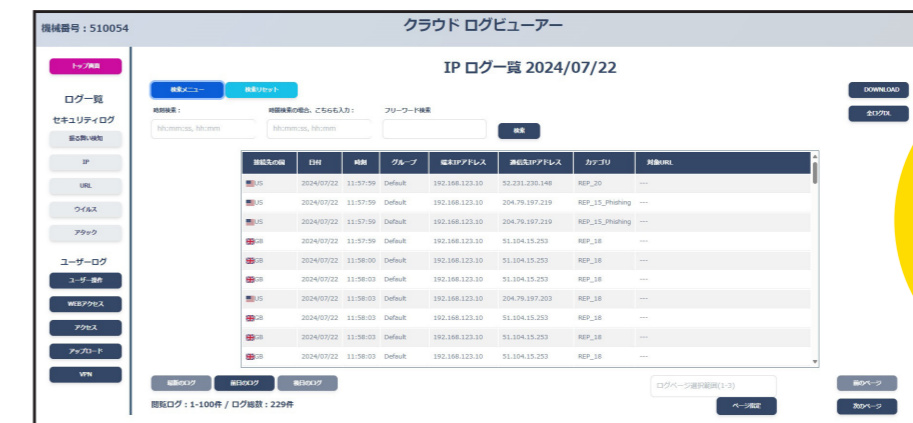 機械番号：510054
クラウド ログビューアー
トップ画面
ログ一覧
セキュリティログ
振る舞い検知
IP
URL
ウイルス
アタック
ユーザーログ
ユーザー操作
WEBアクセス
アクセス
アップロード
VPN
IP ログ一覧 2024/07/22
検索メニュー 検索リセット
DOWNLOAD
全ログDL
時刻検索： 時間検索の場合、こちらも入力： フリーワード検索
hh:mm:ss, hh:mm hh:mm:ss, hh:mm 検索
接続先の国 日付 時刻 グループ 端末IPアドレス 通信先IPアドレス カテゴリ 対象URL
US 2024/07/22 11:57:59 Default 192.168.123.10 52.231.230.148 REP_20 ---
US 2024/07/22 11:57:59 Default 192.168.123.10 204.79.197.219 REP_15_Phishing ---
US 2024/07/22 11:57:59 Default 192.168.123.10 204.79.197.219 REP_15_Phishing ---
GB 2024/07/22 11:57:59 Default 192.168.123.10 51.104.15.253 REP_18 ---
GB 2024/07/22 11:58:00 Default 192.168.123.10 51.104.15.253 REP_18 ---
GB 2024/07/22 11:58:03 Default 192.168.123.10 51.104.15.253 REP_18 ---
US 2024/07/22 11:58:03 Default 192.168.123.10 204.79.197.203 REP_18 ---
GB 2024/07/22 11:58:03 Default 192.168.123.10 51.104.15.253 REP_18 ---
GB 2024/07/22 11:58:03 Default 192.168.123.10 51.104.15.253 REP_18 ---
GB 2024/07/22 11:58:03 Default 192.168.123.10 51.104.15.253 REP_18 ---
前日のログ ログページ選択範囲(1-3) 前のページ
閲覧ログ：1-100件 / ログ総数：229件 ページ指定 次のページ